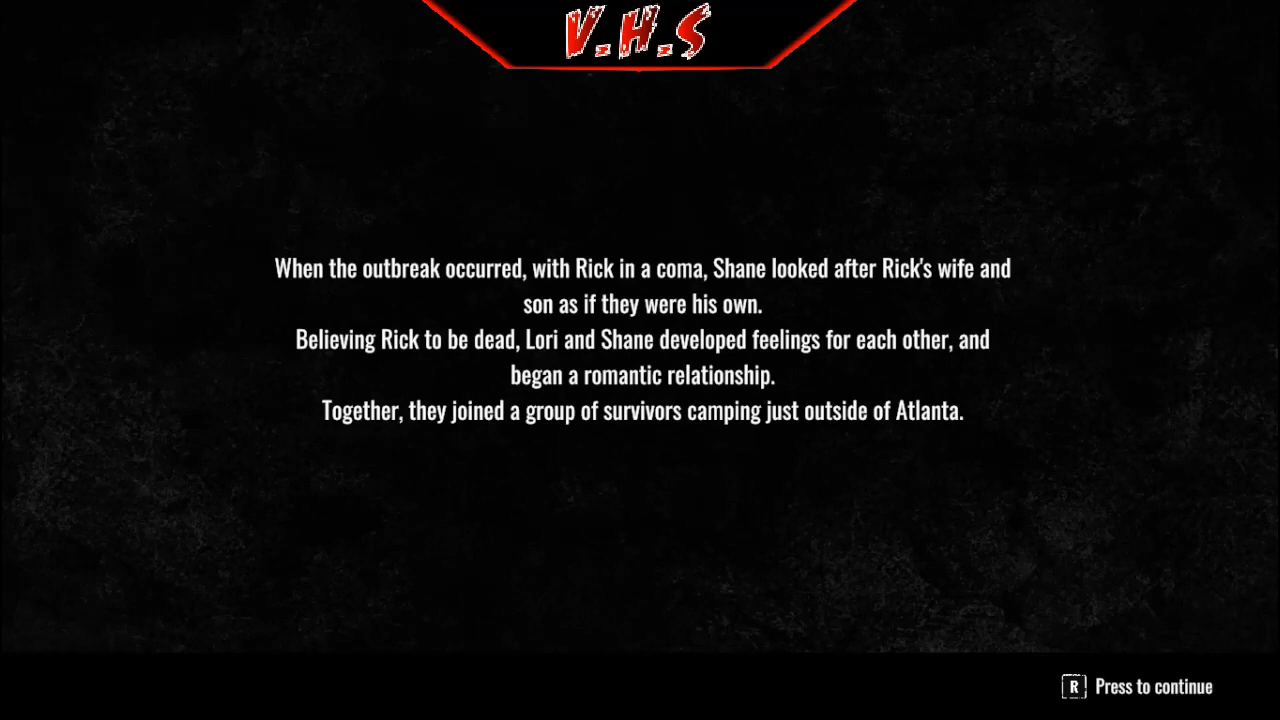 V.H.S
When the outbreak occurred, with Rick in a coma, Shane looked after Rick's wife and
son as if they were his own.
Believing Rick to be dead, Lori and Shane developed feelings for each other, and
began a romantic relationship.
Together, they joined a group of survivors camping just outside of Atlanta.
R Press to continue